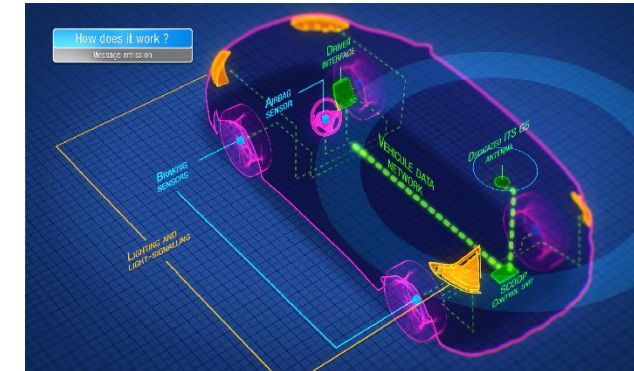 How does it work ?
Message emission
DRIVER
INTERFACE
AIRBAG
SENSOR
VEHICULE DATA
NETWORK
DEDICATED ITS G5
ANTENNA
BRAKING
SENSORS
LIGHTING AND
LIGHT-SIGNALLING
SCOOP
CONTROL UNIT